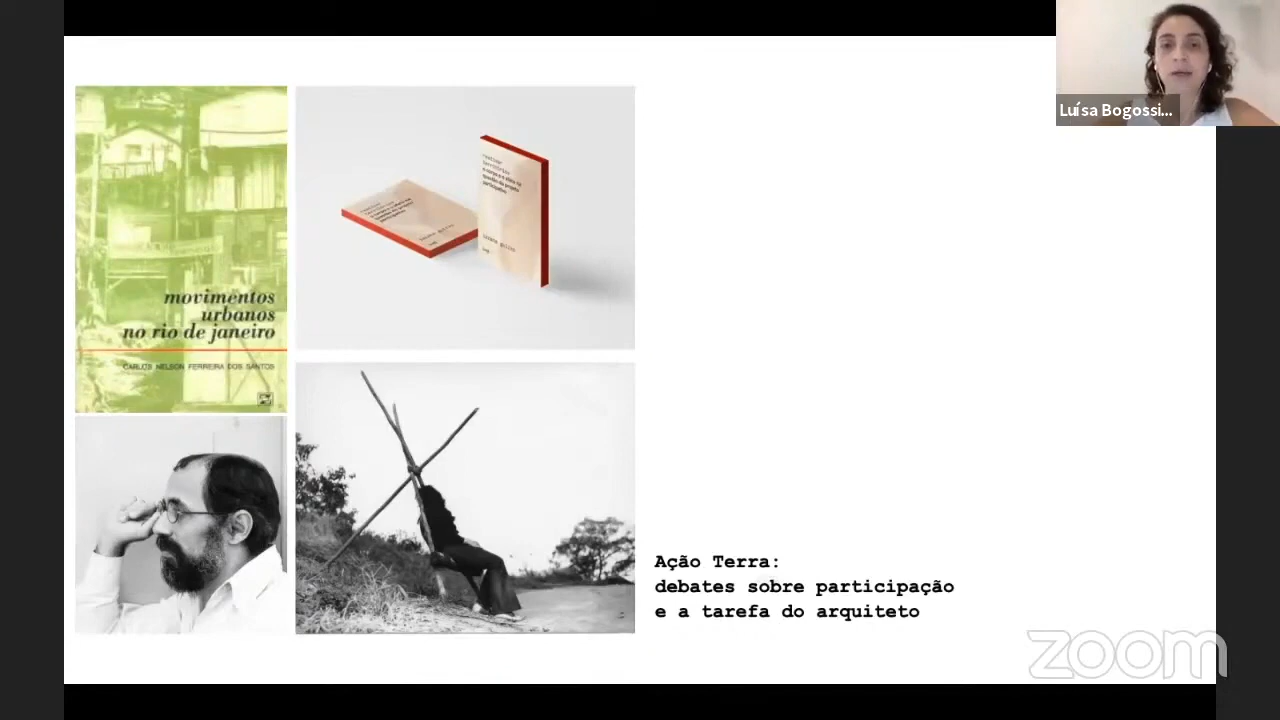 Luísa Bogossi...
movimentos
urbanos
no rio de janeiro
CARLOS NELSON FERREIRA DOS SANTOS
Ação Terra:
debates sobre participação
e a tarefa do arquiteto
zoom